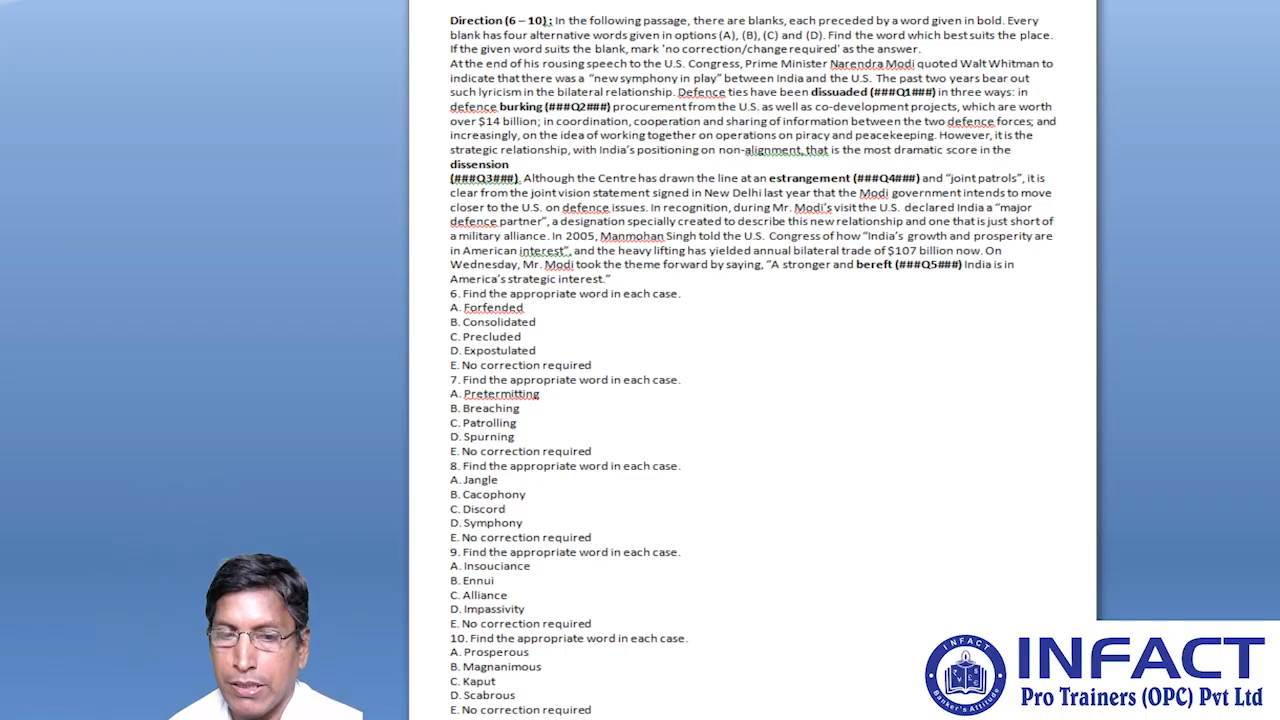 Direction (6 – 10) : In the following passage, there are blanks, each preceded by a word given in bold. Every
blank has four alternative words given in options (A), (B), (C) and (D). Find the word which best suits the place.
If the given word suits the blank, mark 'no correction/change required' as the answer.
At the end of his rousing speech to the U.S. Congress, Prime Minister Narendra Modi quoted Walt Whitman to
indicate that there was a “new symphony in play” between India and the U.S. The past two years bear out
such lyricism in the bilateral relationship. Defence ties have been dissuaded (###Q1###) in three ways: in
defence burking (###Q2###) procurement from the U.S. as well as co-development projects, which are worth
over $14 billion; in coordination, cooperation and sharing of information between the two defence forces; and
increasingly, on the idea of working together on operations on piracy and peacekeeping. However, it is the
strategic relationship, with India’s positioning on non-alignment, that is the most dramatic score in the
dissension
(###Q3###). Although the Centre has drawn the line at an estrangement (###Q4###) and “joint patrols”, it is
clear from the joint vision statement signed in New Delhi last year that the Modi government intends to move
closer to the U.S. on defence issues. In recognition, during Mr. Modi’s visit the U.S. declared India a “major
defence partner”, a designation specially created to describe this new relationship and one that is just short of
a military alliance. In 2005, Manmohan Singh told the U.S. Congress of how “India’s growth and prosperity are
in American interest”, and the heavy lifting has yielded annual bilateral trade of $107 billion now. On
Wednesday, Mr. Modi took the theme forward by saying, “A stronger and bereft (###Q5###) India is in
America’s strategic interest.”
6. Find the appropriate word in each case.
A. Forfended
B. Consolidated
C. Precluded
D. Expostulated
E. No correction required
7. Find the appropriate word in each case.
A. Pretermitting
B. Breaching
C. Patrolling
D. Spurning
E. No correction required
8. Find the appropriate word in each case.
A. Jangle
B. Cacophony
C. Discord
D. Symphony
E. No correction required
9. Find the appropriate word in each case.
A. Insouciance
B. Ennui
C. Alliance
D. Impassivity
E. No correction required
10. Find the appropriate word in each case.
A. Prosperous
B. Magnanimous
C. Kaput
D. Scabrous
E. No correction required
INFACT
Banker's Attitude
INFACT
Pro Trainers (OPC) Pvt Ltd